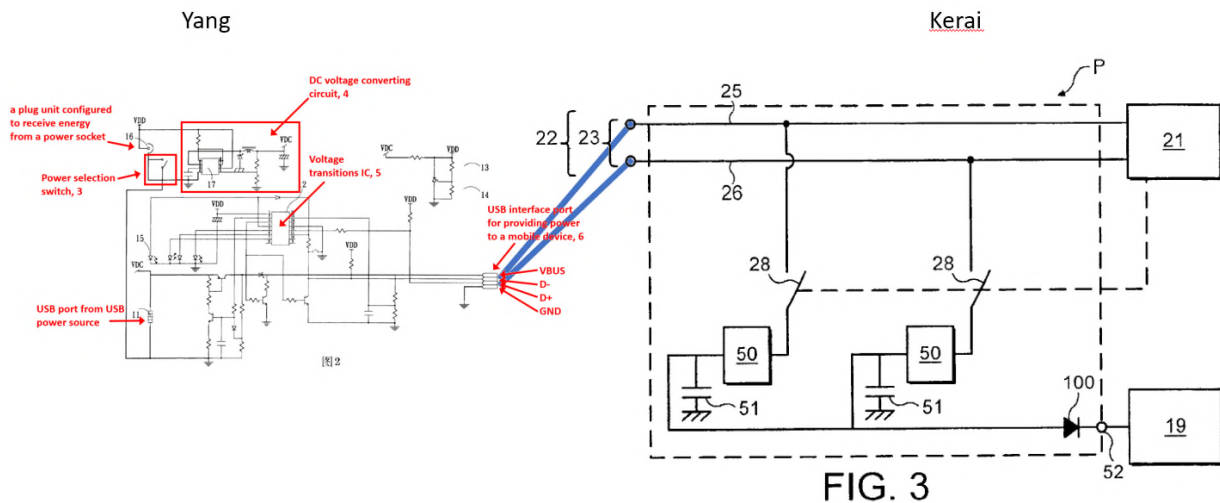 Yang
Kerai
DC voltage converting
circuit, 4
a plug unit configured
to receive energy
from a power socket
VDD
16
VDC
17
Power selection
switch, 3
Voltage
transitions IC, 5
2
VDC
VDD
13
14
VDD
USB interface port
for providing power
to a mobile device, 6
15
VDD
VDC
VBUS
D-
D+
GND
USB port from USB
power source
11
图2
P
25
22
23
21
26
28
28
50
50
51
51
100
19
52
FIG. 3